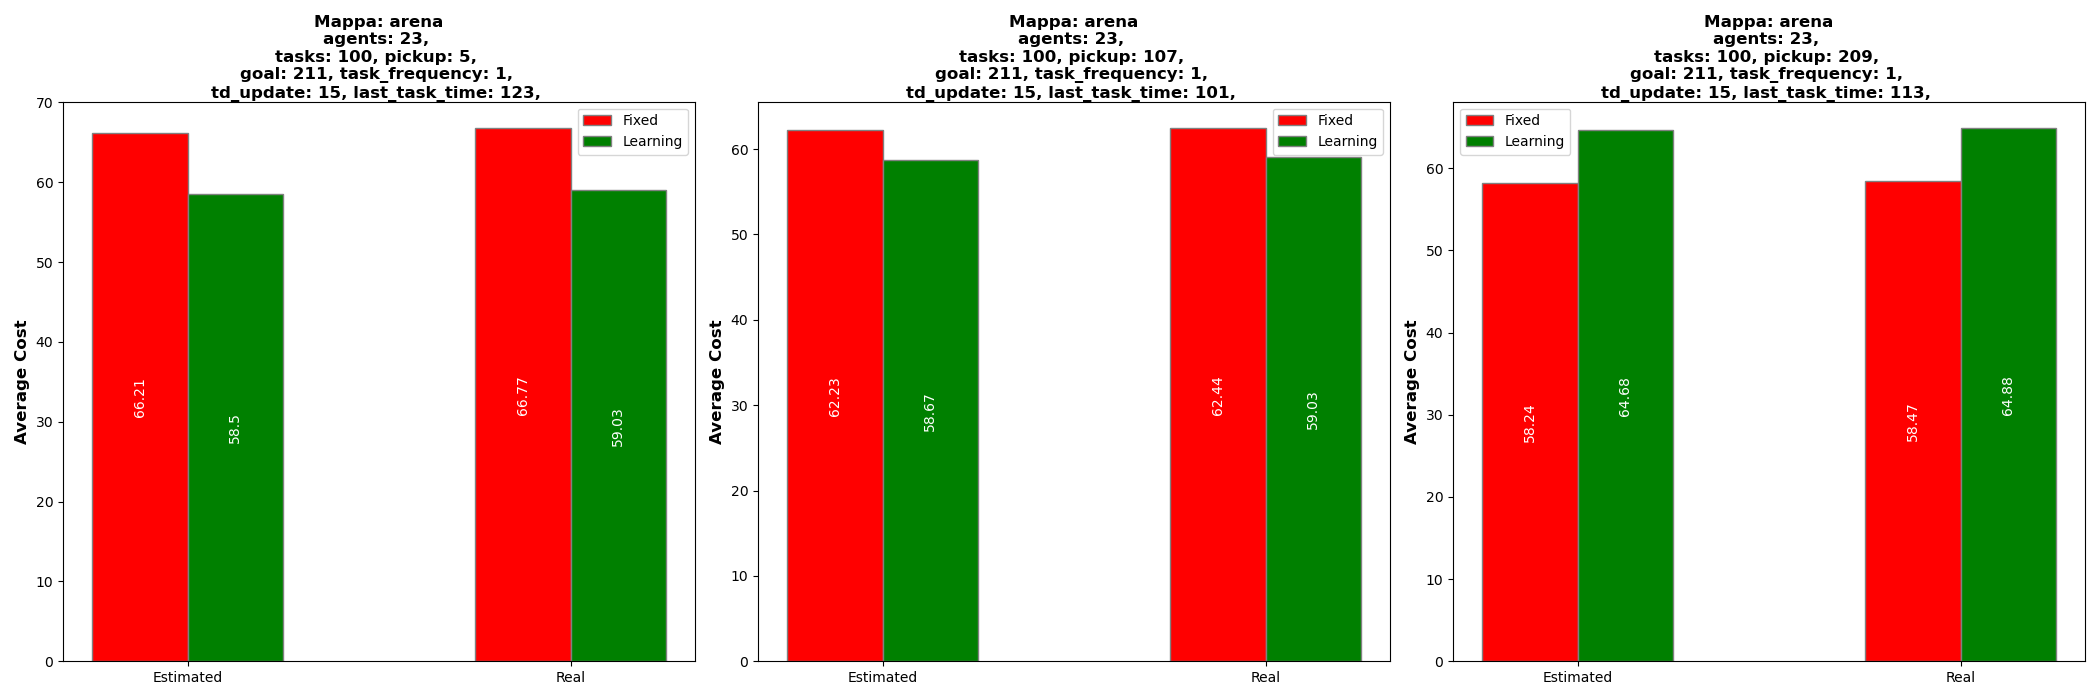 Mappa: arena
agents: 23,
tasks: 100, pickup: 5,
goal: 211, task_frequency: 1,
td_update: 15, last_task_time: 123,
Fixed
Learning
70
60
50
40
30
20
10
0
Average Cost
66.21
58.5
66.77
59.03
Estimated
Real
Mappa: arena
agents: 23,
tasks: 100, pickup: 107,
goal: 211, task_frequency: 1,
td_update: 15, last_task_time: 101,
Fixed
Learning
60
50
40
30
20
10
0
Average Cost
62.23
58.67
62.44
59.03
Estimated
Real
Mappa: arena
agents: 23,
tasks: 100, pickup: 209,
goal: 211, task_frequency: 1,
td_update: 15, last_task_time: 113,
Fixed
Learning
60
50
40
30
20
10
0
Average Cost
58.24
64.68
58.47
64.88
Estimated
Real